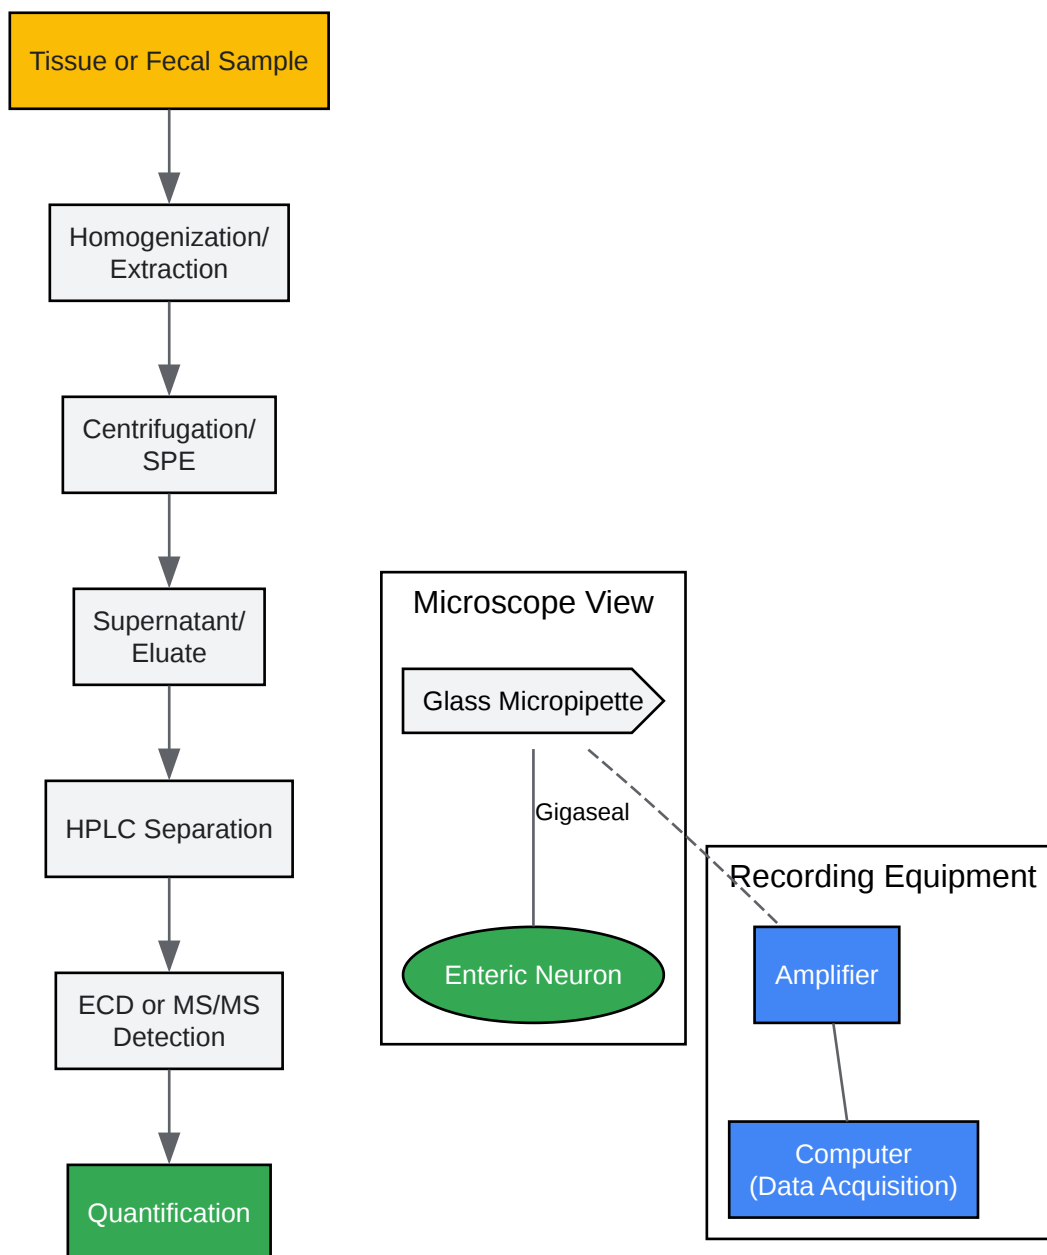 Tissue or Fecal Sample
Homogenization/
Extraction
Centrifugation/
SPE
Supernatant/
Eluate
HPLC Separation
ECD or MS/MS
Detection
Quantification
Microscope View
Glass Micropipette
Gigaseal
Enteric Neuron
Recording Equipment
Amplifier
Computer
(Data Acquisition)